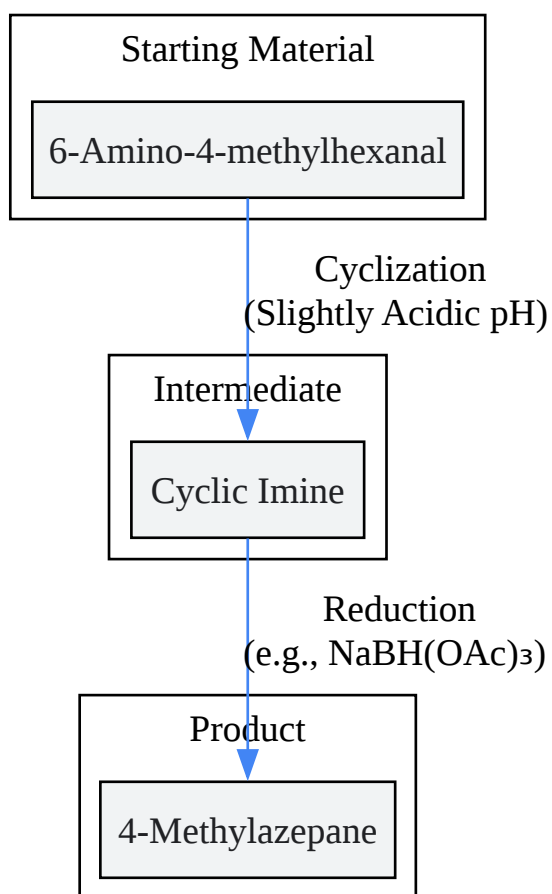 Starting Material
6-Amino-4-methylhexanal
Cyclization
(Slightly Acidic pH)
Intermediate
Cyclic Imine
Reduction
(e.g., NaBH(OAc)₃)
Product
4-Methylazepane